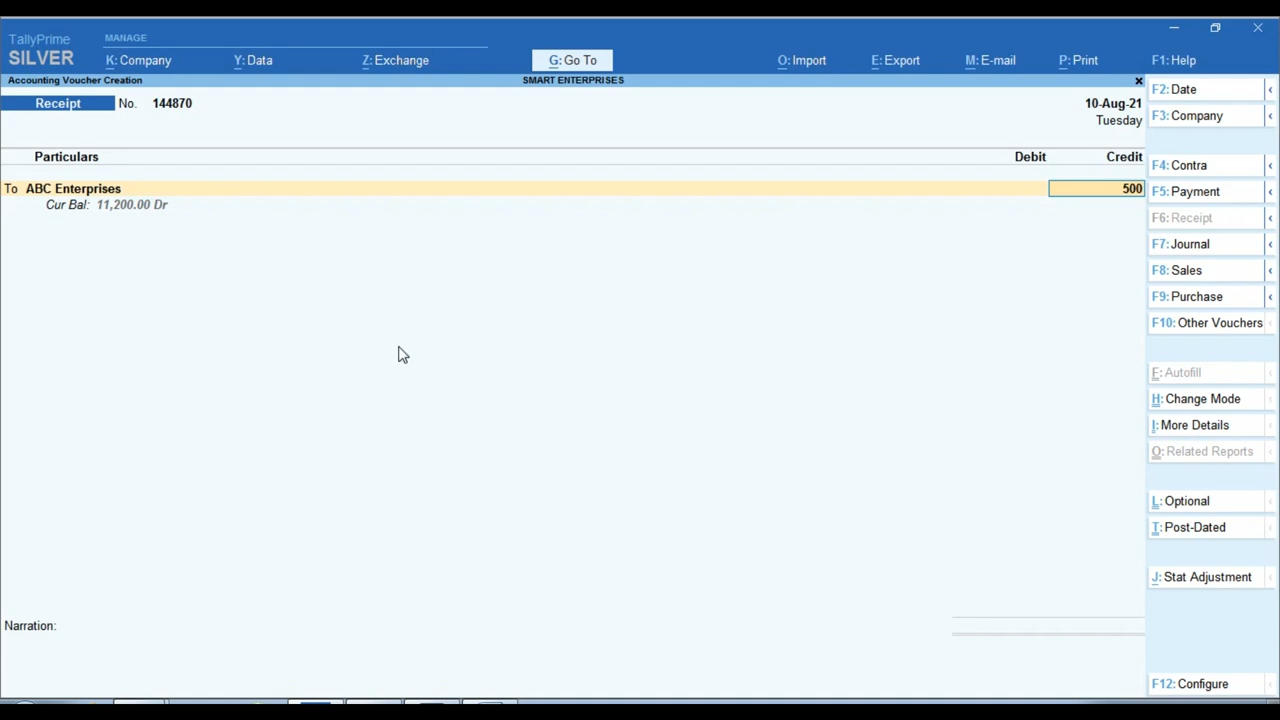 TallyPrime
SILVER
MANAGE
K: Company
Y: Data
Z: Exchange
G: Go To
O: Import
E: Export
M: E-mail
P: Print
F1: Help
Accounting Voucher Creation
SMART ENTERPRISES
Receipt No. 144870
10-Aug-21
Tuesday
Particulars Debit Credit
To ABC Enterprises 500
Cur Bal: 11,200.00 Dr
Narration:
F2: Date
F3: Company
F4: Contra
F5: Payment
F6: Receipt
F7: Journal
F8: Sales
F9: Purchase
F10: Other Vouchers
F: Autofill
H: Change Mode
I: More Details
O: Related Reports
L: Optional
T: Post-Dated
J: Stat Adjustment
F12: Configure